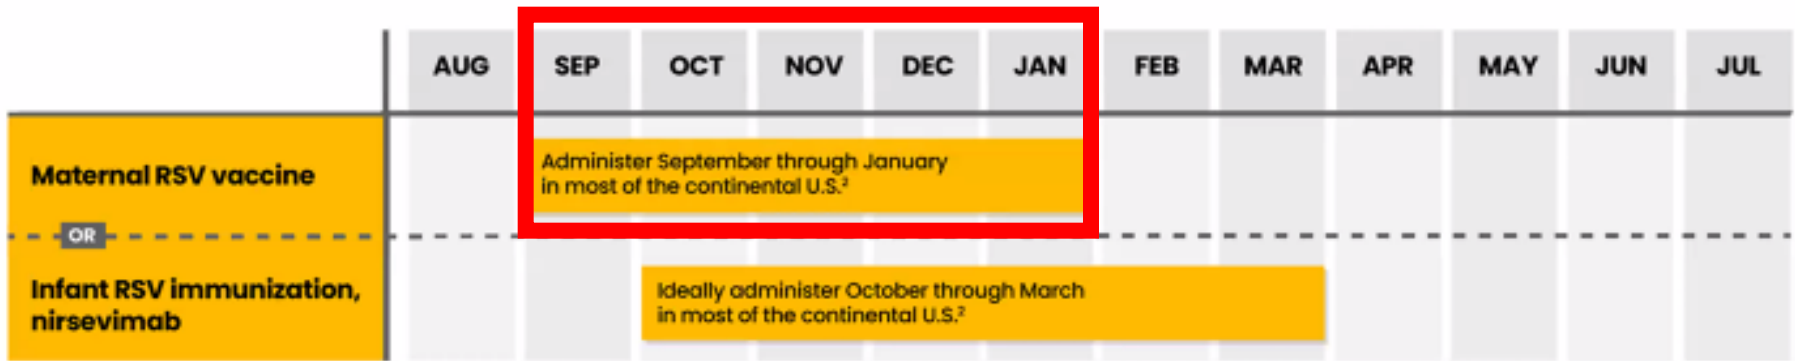 AUG SEP OCT NOV DEC JAN FEB MAR APR MAY JUN JUL
Maternal RSV vaccine
Administer September through January
in most of the continental U.S.²
OR
Infant RSV immunization,
nirsevimab
Ideally administer October through March
in most of the continental U.S.²